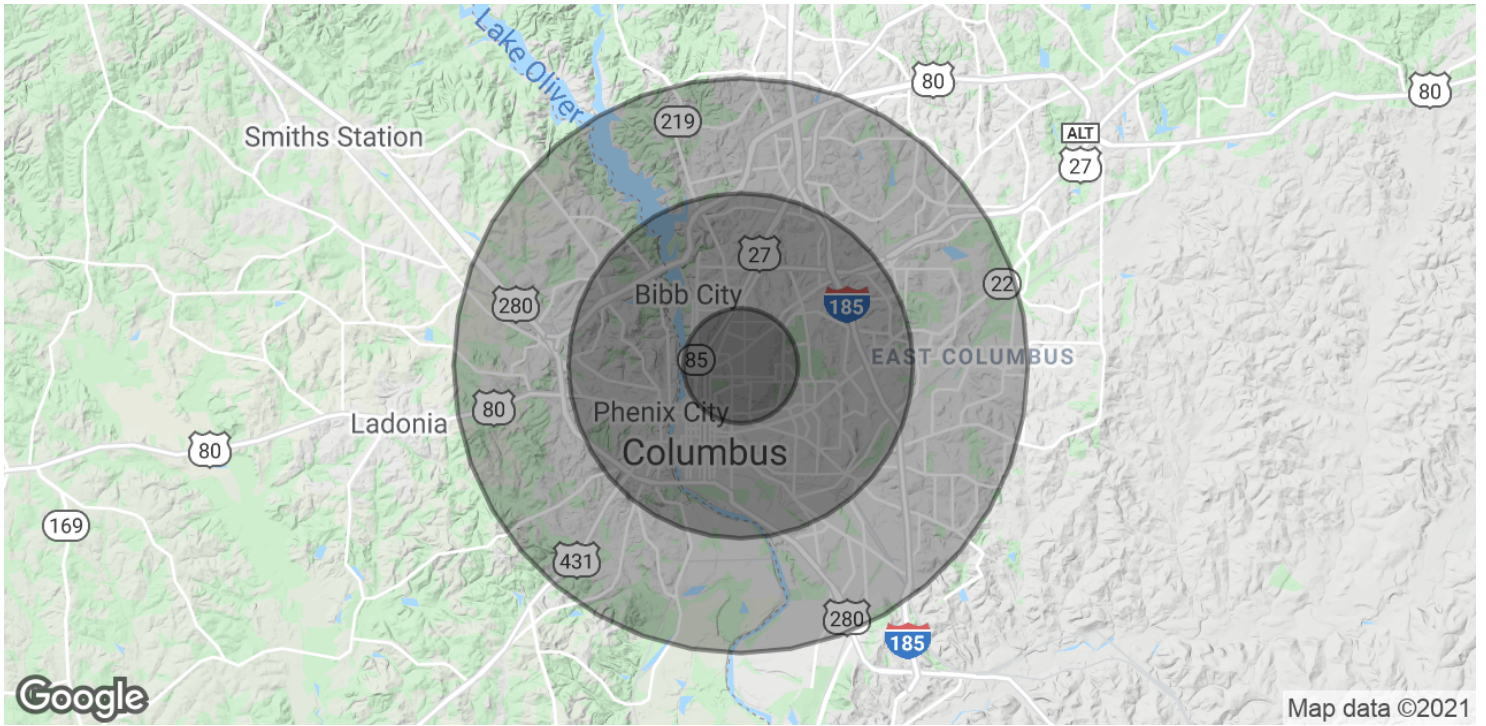 Lake Oliver
80
80
219
Smiths Station
ALT
27
27
22
Bibb City
280
185
85
EAST COLUMBUS
80
Phenix City
Ladonia
80
Columbus
169
431
280
185
Google
Map data ©2021